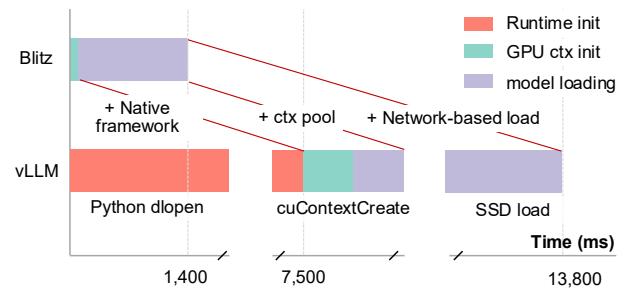 Runtime init
GPU ctx init
model loading
Blitz
+ Native
framework
+ ctx pool
+ Network-based load
vLLM
Python dlopen
cuContextCreate
SSD load
Time (ms)
1,400
7,500
13,800